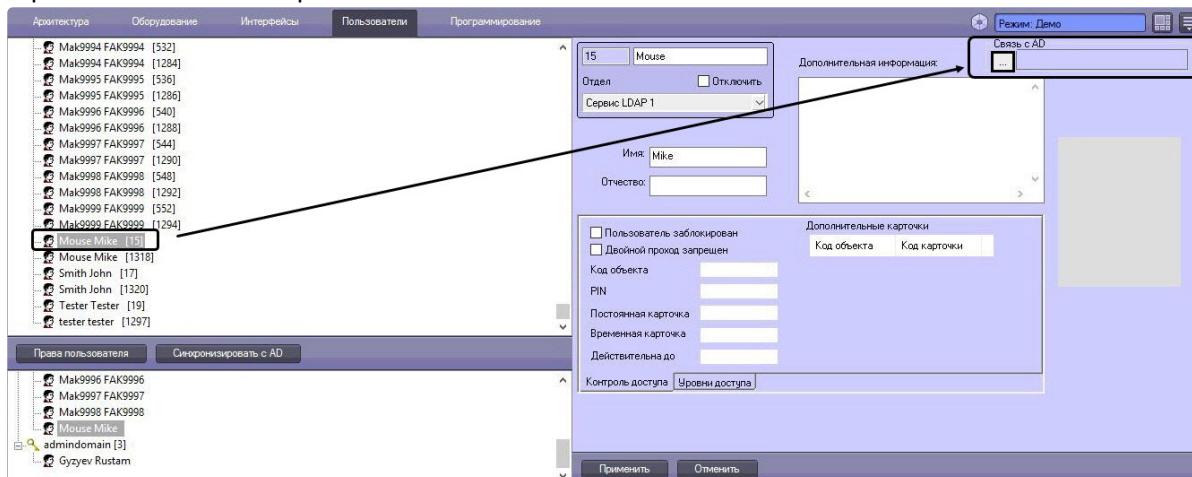 Архитектура Оборудование Интерфейсы Пользователи Программирование Режим: Демо
Mak9994 FAK9994 [532]
Mak9994 FAK9994 [1284]
Mak9995 FAK9995 [536]
Mak9995 FAK9995 [1286]
Mak9996 FAK9996 [540]
Mak9996 FAK9996 [1288]
Mak9997 FAK9997 [544]
Mak9997 FAK9997 [1290]
Mak9998 FAK9998 [548]
Mak9998 FAK9998 [1292]
Mak9999 FAK9999 [552]
Mak9999 FAK9999 [1294]
Mouse Mike [15]
Mouse Mike [1318]
Smith John [17]
Smith John [1320]
Tester Tester [19]
tester tester [1297]
Права пользователя Синхронизировать с AD
Mak9996 FAK9996
Mak9997 FAK9997
Mak9998 FAK9998
Mouse Mike
admindomain [3]
Gyzyev Rustam
15 Mouse
Отдел Отключить
Сервис LDAP 1
Имя: Mike
Отчество:
Дополнительная информация:
Связь с AD
...
Пользователь заблокирован
Двойной проход запрещен
Код объекта
PIN
Постоянная карточка
Временная карточка
Действительна до
Дополнительные карточки
Код объекта Код карточки
Контроль доступа Уровни доступа
Применить Отменить